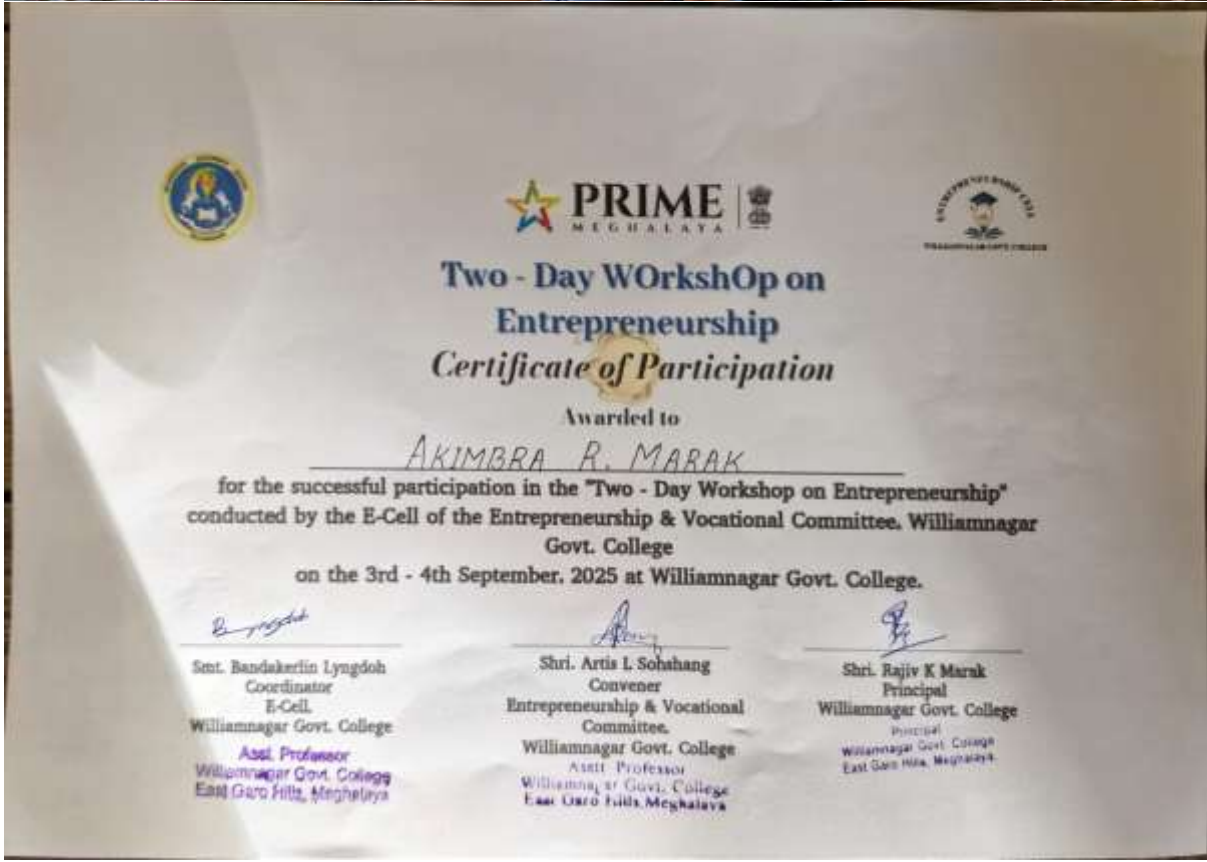 PRIME
MEGHALAYA
ENTREPRENEURSHIP CELL
WILLIAMNAGAR GOVT. COLLEGE
Two - Day WOrkshOp on
Entrepreneurship
Certificate of Participation
Awarded to
AKIMBRA R. MARAK
for the successful participation in the "Two - Day Workshop on Entrepreneurship"
conducted by the E-Cell of the Entrepreneurship & Vocational Committee, Williamnagar
Govt. College
on the 3rd - 4th September, 2025 at Williamnagar Govt. College.
Smt. Bandakerlin Lyngdoh
Coordinator
E-Cell,
Williamnagar Govt. College
Asst. Professor
Williamnagar Govt. College
East Garo Hills, Meghalaya
Shri. Artis L Sohshang
Convener
Entrepreneurship & Vocational
Committee,
Williamnagar Govt. College
Asstt Professor
Williamnagar Govt. College
East Garo Hills, Meghalaya
Shri. Rajiv K Marak
Principal
Williamnagar Govt. College
Principal
Williamnagar Govt. College
East Garo Hills, Meghalaya